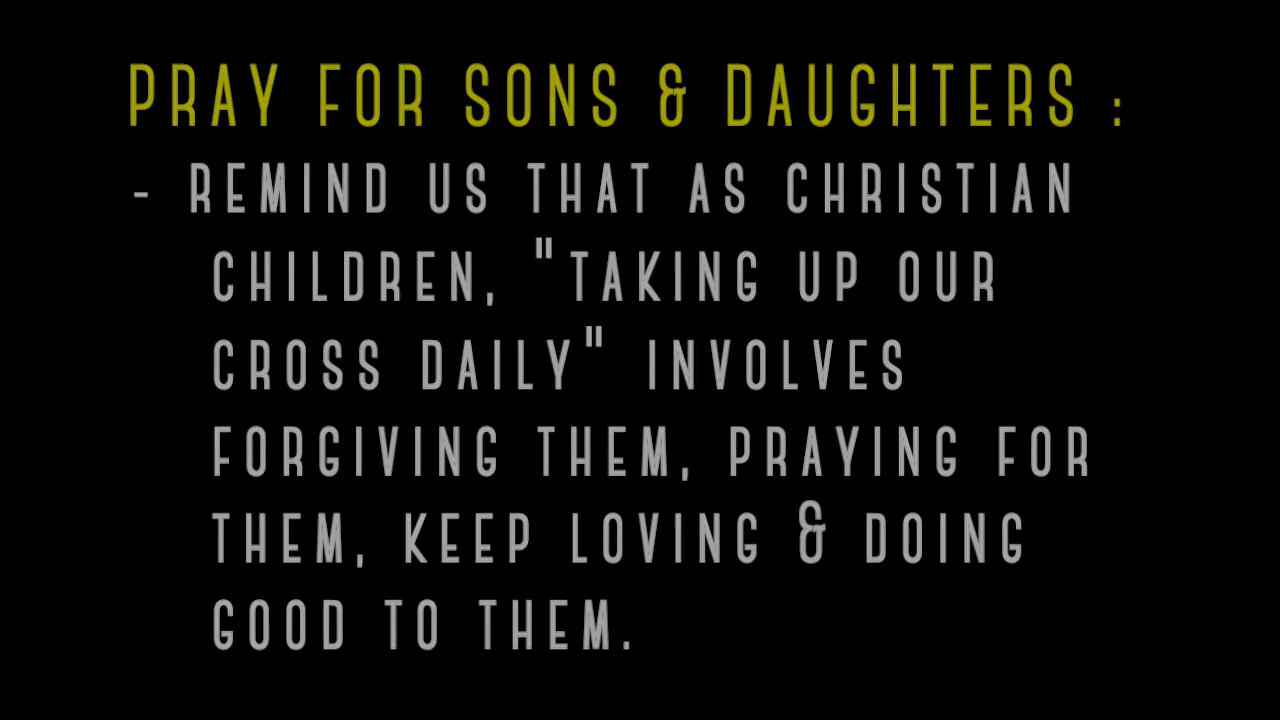 PRAY FOR SONS & DAUGHTERS :
- REMIND US THAT AS CHRISTIAN
CHILDREN, "TAKING UP OUR
CROSS DAILY" INVOLVES
FORGIVING THEM, PRAYING FOR
THEM, KEEP LOVING & DOING
GOOD TO THEM.